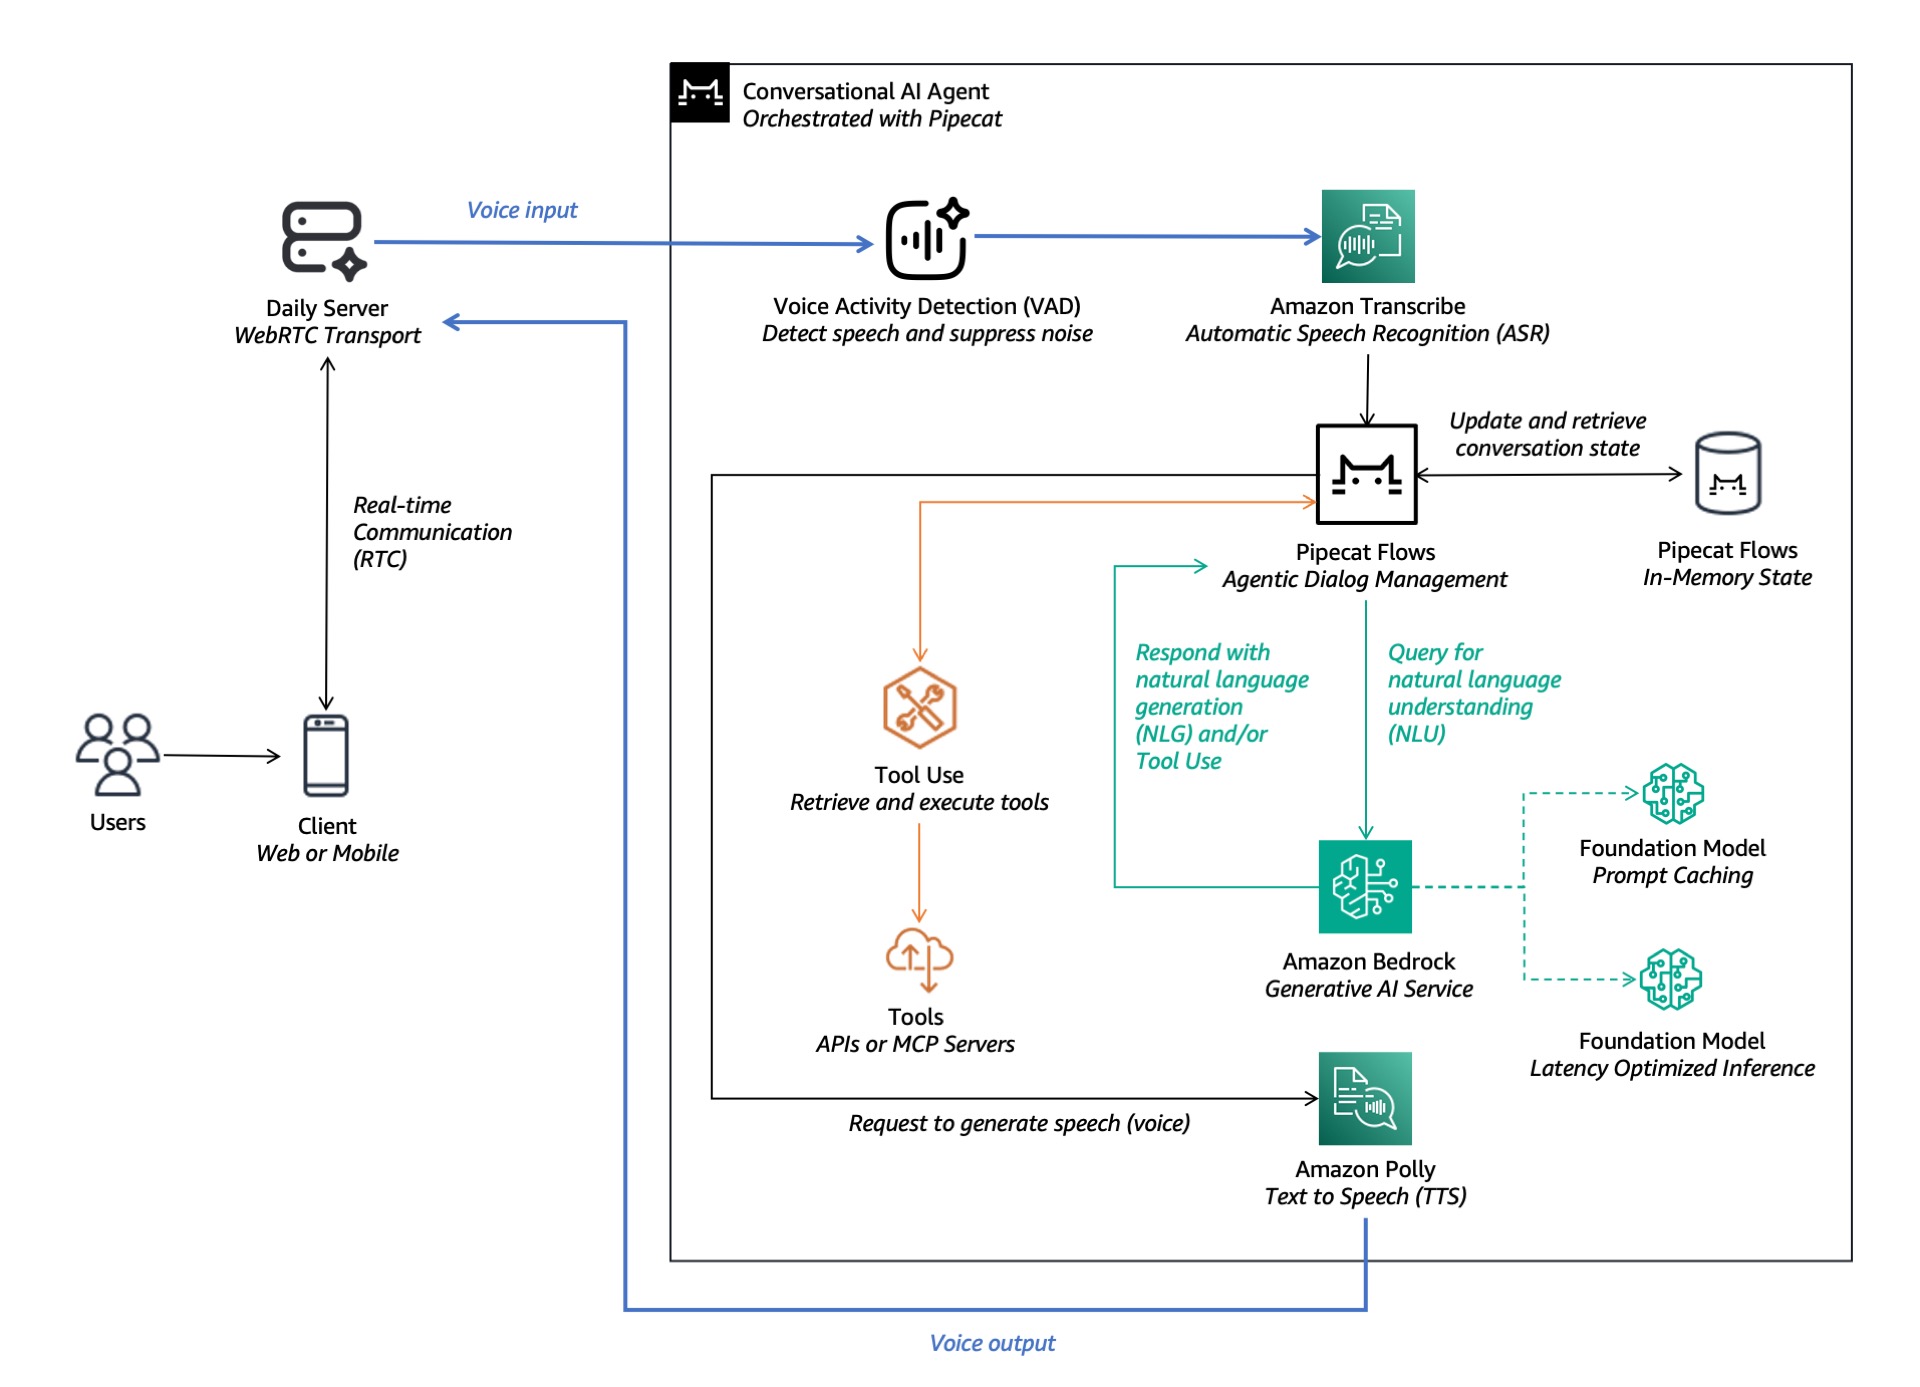 Conversational AI Agent
Orchestrated with Pipecat
Voice input
Daily Server
WebRTC Transport
Voice Activity Detection (VAD)
Detect speech and suppress noise
Amazon Transcribe
Automatic Speech Recognition (ASR)
Update and retrieve
conversation state
Real-time
Communication
(RTC)
Pipecat Flows
Agentic Dialog Management
Pipecat Flows
In-Memory State
Respond with
natural language
generation
(NLG) and/or
Tool Use
Query for
natural language
understanding
(NLU)
Tool Use
Retrieve and execute tools
Users
Client
Web or Mobile
Foundation Model
Prompt Caching
Amazon Bedrock
Generative AI Service
Tools
APIs or MCP Servers
Foundation Model
Latency Optimized Inference
Request to generate speech (voice)
Amazon Polly
Text to Speech (TTS)
Voice output